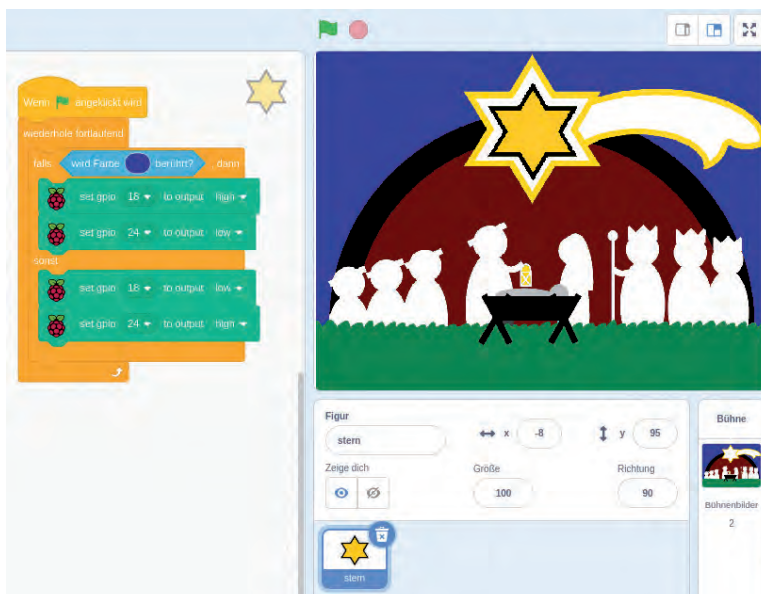 Wenn angeklickt wird
wiederhole fortlaufend
falls wird Farbe berührt? , dann
set gpio 18 to output high
set gpio 24 to output low
sonst
set gpio 18 to output low
set gpio 24 to output high
Figur
stern
x -8
y 95
Zeige dich
Größe
100
Richtung
90
stern
Bühne
Bühnenbilder
2